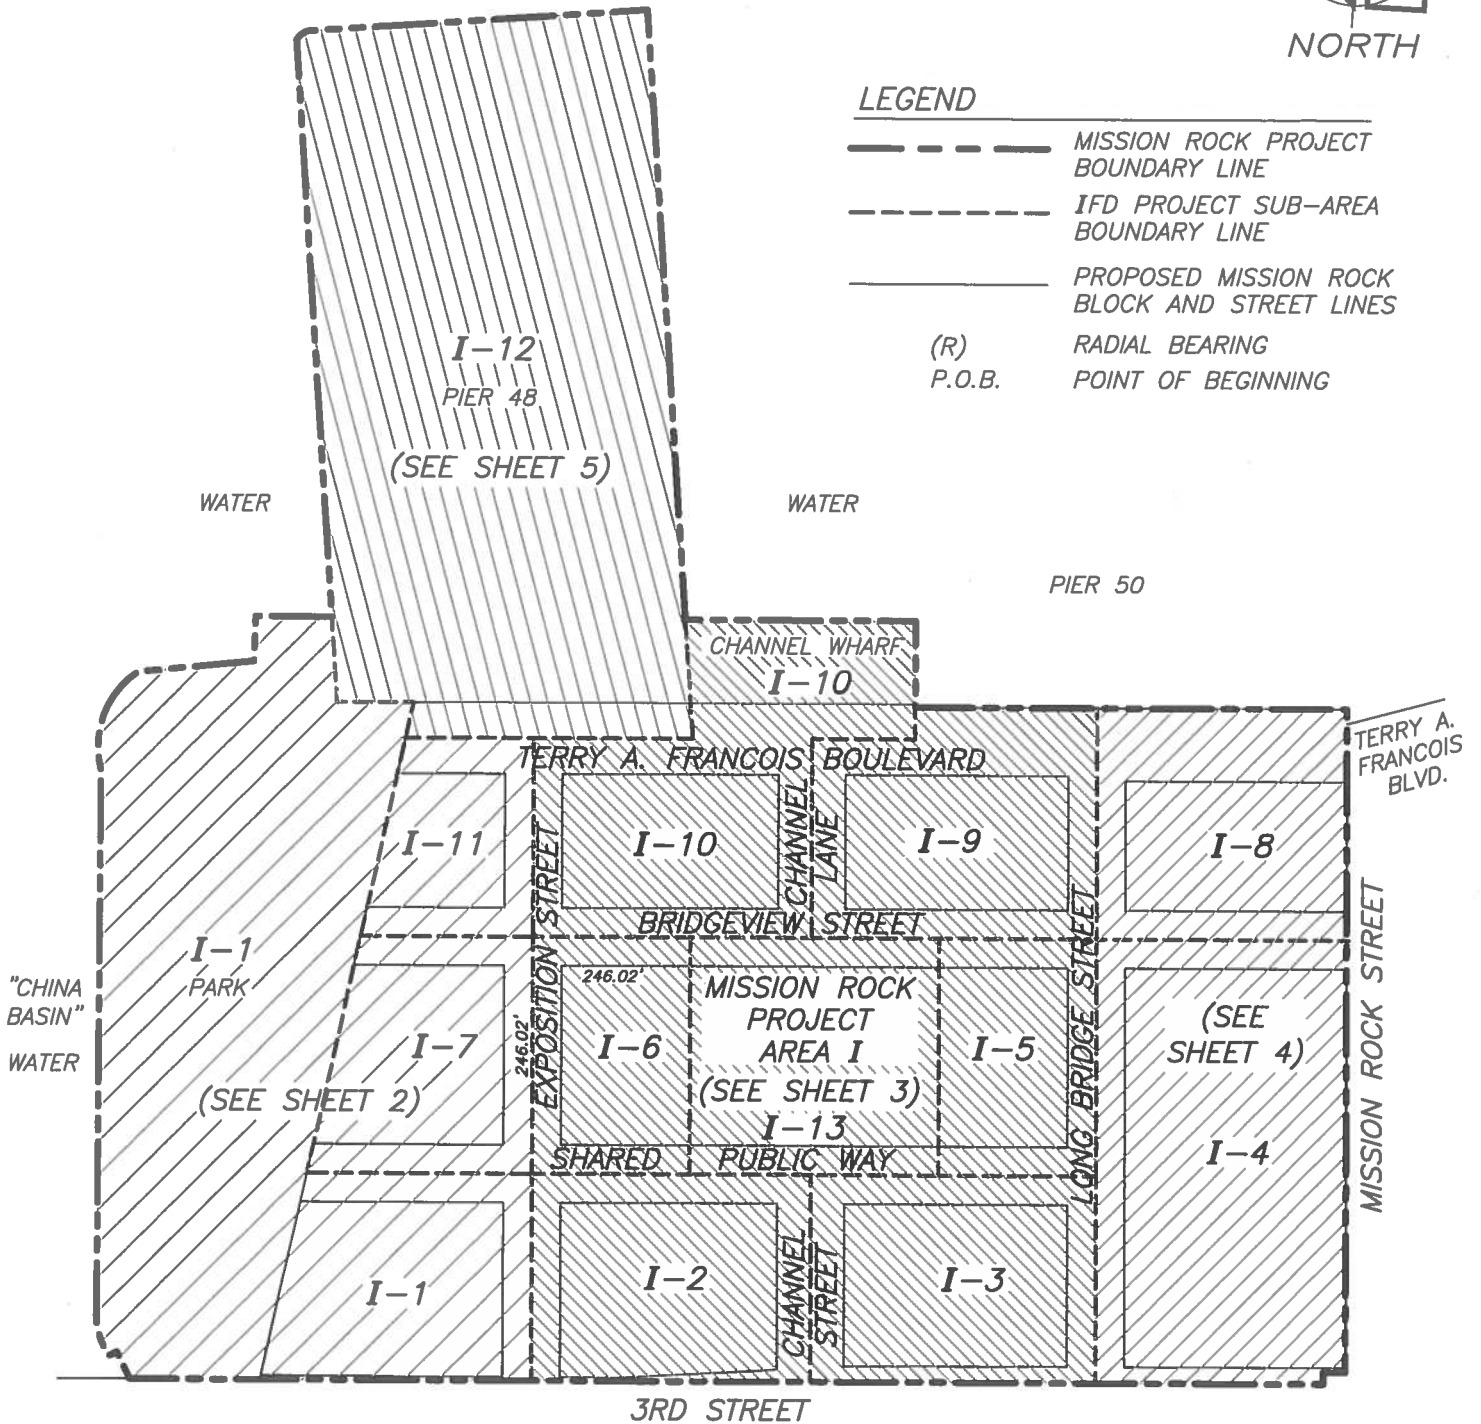 NORTH
LEGEND
MISSION ROCK PROJECT
BOUNDARY LINE
IFD PROJECT SUB-AREA
BOUNDARY LINE
PROPOSED MISSION ROCK
BLOCK AND STREET LINES
(R) RADIAL BEARING
P.O.B. POINT OF BEGINNING
I-12
PIER 48
(SEE SHEET 5)
WATER
WATER
PIER 50
CHANNEL WHARF
I-10
TERRY A.
FRANCOIS
BLVD.
TERRY A. FRANCOIS BOULEVARD
I-11
EXPOSITION STREET
I-10
CHANNEL
LANE
I-9
I-8
BRIDGEVIEW STREET
I-1
PARK
"CHINA
BASIN"
WATER
I-7
(SEE SHEET 2)
246.02'
246.02'
I-6
MISSION ROCK
PROJECT
AREA I
(SEE SHEET 3)
I-13
I-5
LONG BRIDGE STREET
(SEE
SHEET 4)
I-4
MISSION ROCK STREET
SHARED PUBLIC WAY
I-1
I-2
CHANNEL
STREET
I-3
3RD STREET